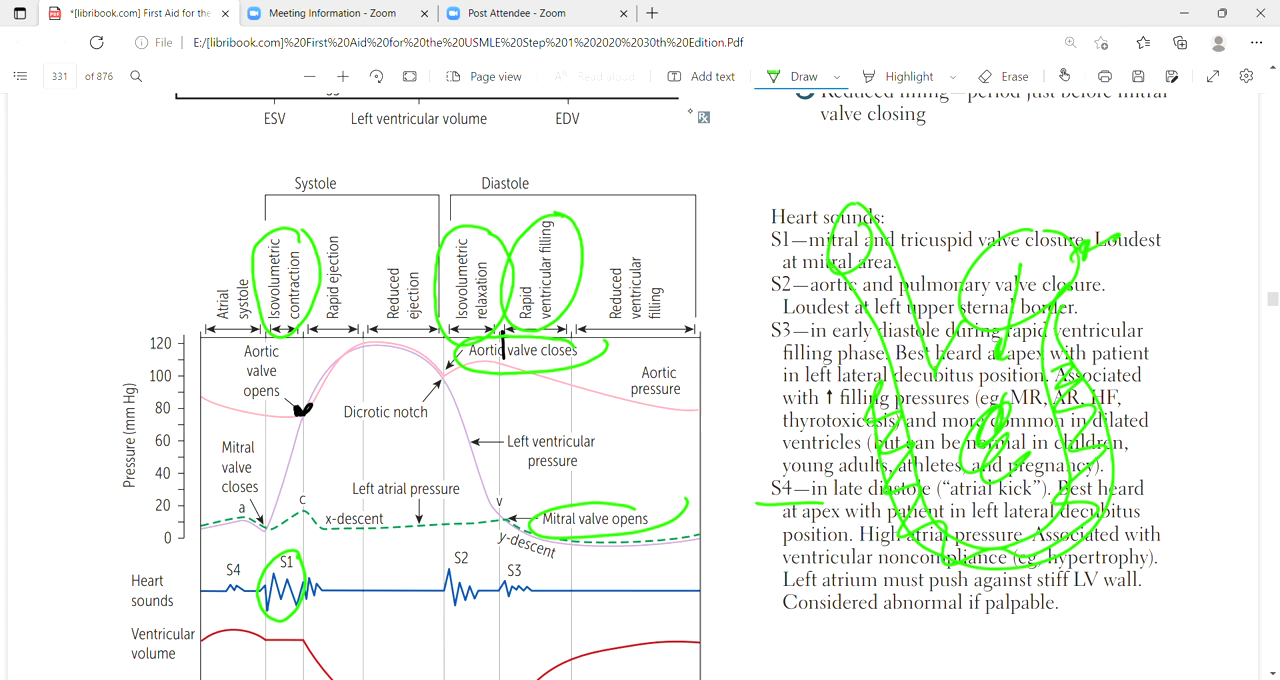 *[libribook.com] First Aid for the
Meeting Information - Zoom
Post Attendee - Zoom
File
E:/[libribook.com]%20First%20Aid%20for%20the%20USMLE%20Step%201%202020%2030th%20Edition.Pdf
331 of 876
Page view
Read aloud
Add text
Draw
Highlight
Erase
ESV
Left ventricular volume
EDV
Rx
Reduced filling—period just before mitral
valve closing
Systole
Diastole
Atrial
systole
Isovolumetric
contraction
Rapid ejection
Reduced
ejection
Isovolumetric
relaxation
Rapid
ventricular filling
Reduced
ventricular
filling
Pressure (mm Hg)
120
100
80
60
40
20
0
Aortic
valve
opens
Aortic valve closes
Aortic
pressure
Dicrotic notch
Mitral
valve
closes
Left ventricular
pressure
Left atrial pressure
a
c
x-descent
v
Mitral valve opens
y-descent
Heart
sounds
S4
S1
S2
S3
Ventricular
volume
Heart sounds:
S1—mitral and tricuspid valve closure. Loudest
at mitral area.
S2—aortic and pulmonary valve closure.
Loudest at left upper sternal border.
S3—in early diastole during rapid ventricular
filling phase. Best heard at apex with patient
in left lateral decubitus position. Associated
with ↑ filling pressures (eg, MR, AR, HF,
thyrotoxicosis) and more common in dilated
ventricles (but can be normal in children,
young adults, athletes, and pregnancy).
S4—in late diastole (“atrial kick”). Best heard
at apex with patient in left lateral decubitus
position. High atrial pressure. Associated with
ventricular noncompliance (eg, hypertrophy).
Left atrium must push against stiff LV wall.
Considered abnormal if palpable.